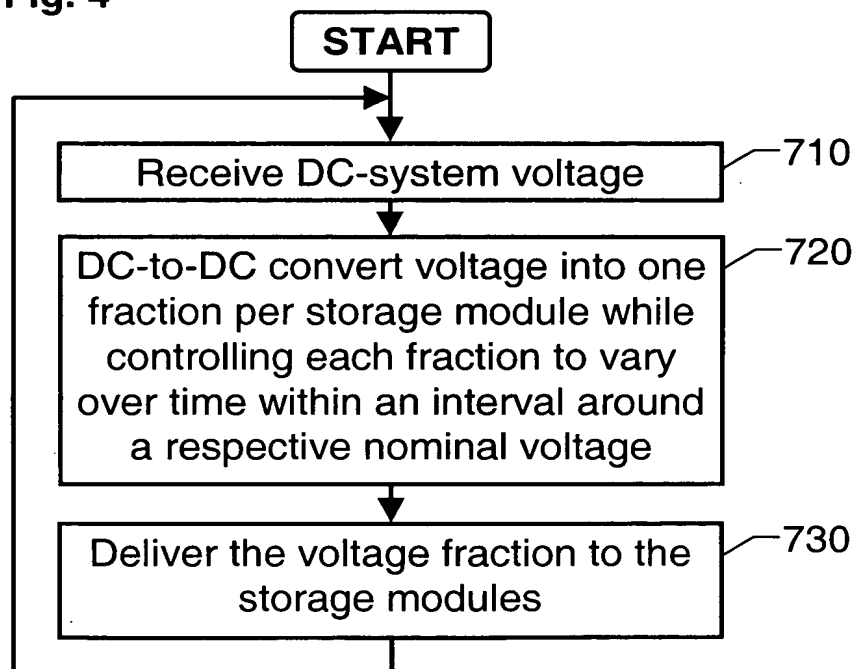 Fig. 4
START
Receive DC-system voltage
710
DC-to-DC convert voltage into one
720
fraction per storage module while
controlling each fraction to vary
over time within an interval around
a respective nominal voltage
Deliver the voltage fraction to the
730
storage modules